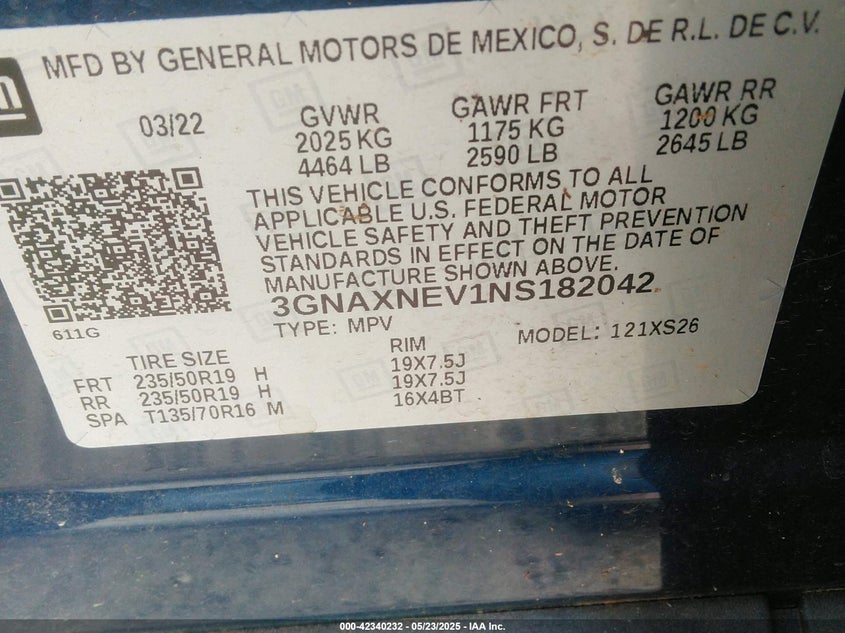 MFD BY GENERAL MOTORS DE MEXICO, S. DE R.L. DE C.V.
m
03/22
GVWR
2025 KG
4464 LB
GAWR FRT
1175 KG
2590 LB
GAWR RR
1200 KG
2645 LB
THIS VEHICLE CONFORMS TO ALL
APPLICABLE U.S. FEDERAL MOTOR
VEHICLE SAFETY AND THEFT PREVENTION
STANDARDS IN EFFECT ON THE DATE OF
MANUFACTURE SHOWN ABOVE.
3GNAXNEV1NS182042
611G
TYPE: MPV
MODEL: 121XS26
TIRE SIZE
RIM
FRT 235/50R19 H 19X7.5J
RR 235/50R19 H 19X7.5J
SPA T135/70R16 M 16X4BT
000-42340232 - 05/23/2025 - IAA Inc.